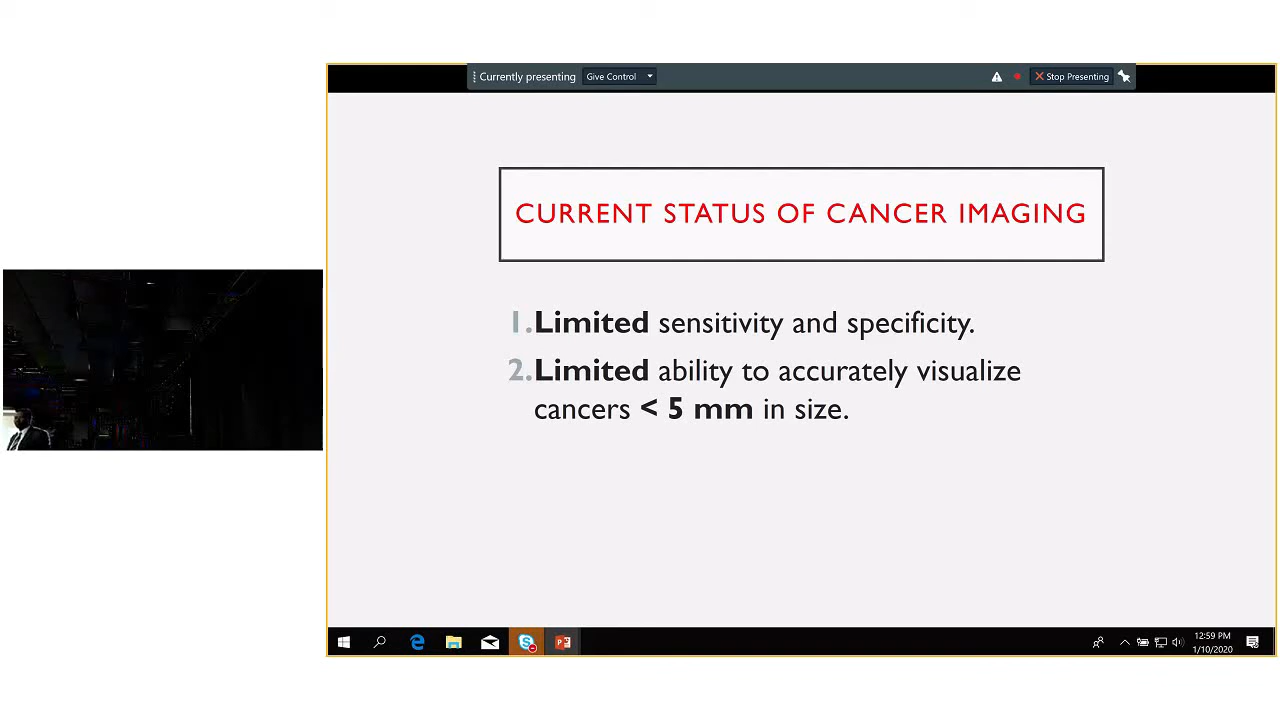 Currently presenting Give Control Stop Presenting
CURRENT STATUS OF CANCER IMAGING
1. Limited sensitivity and specificity.
2. Limited ability to accurately visualize
cancers < 5 mm in size.
12:59 PM
1/10/2020